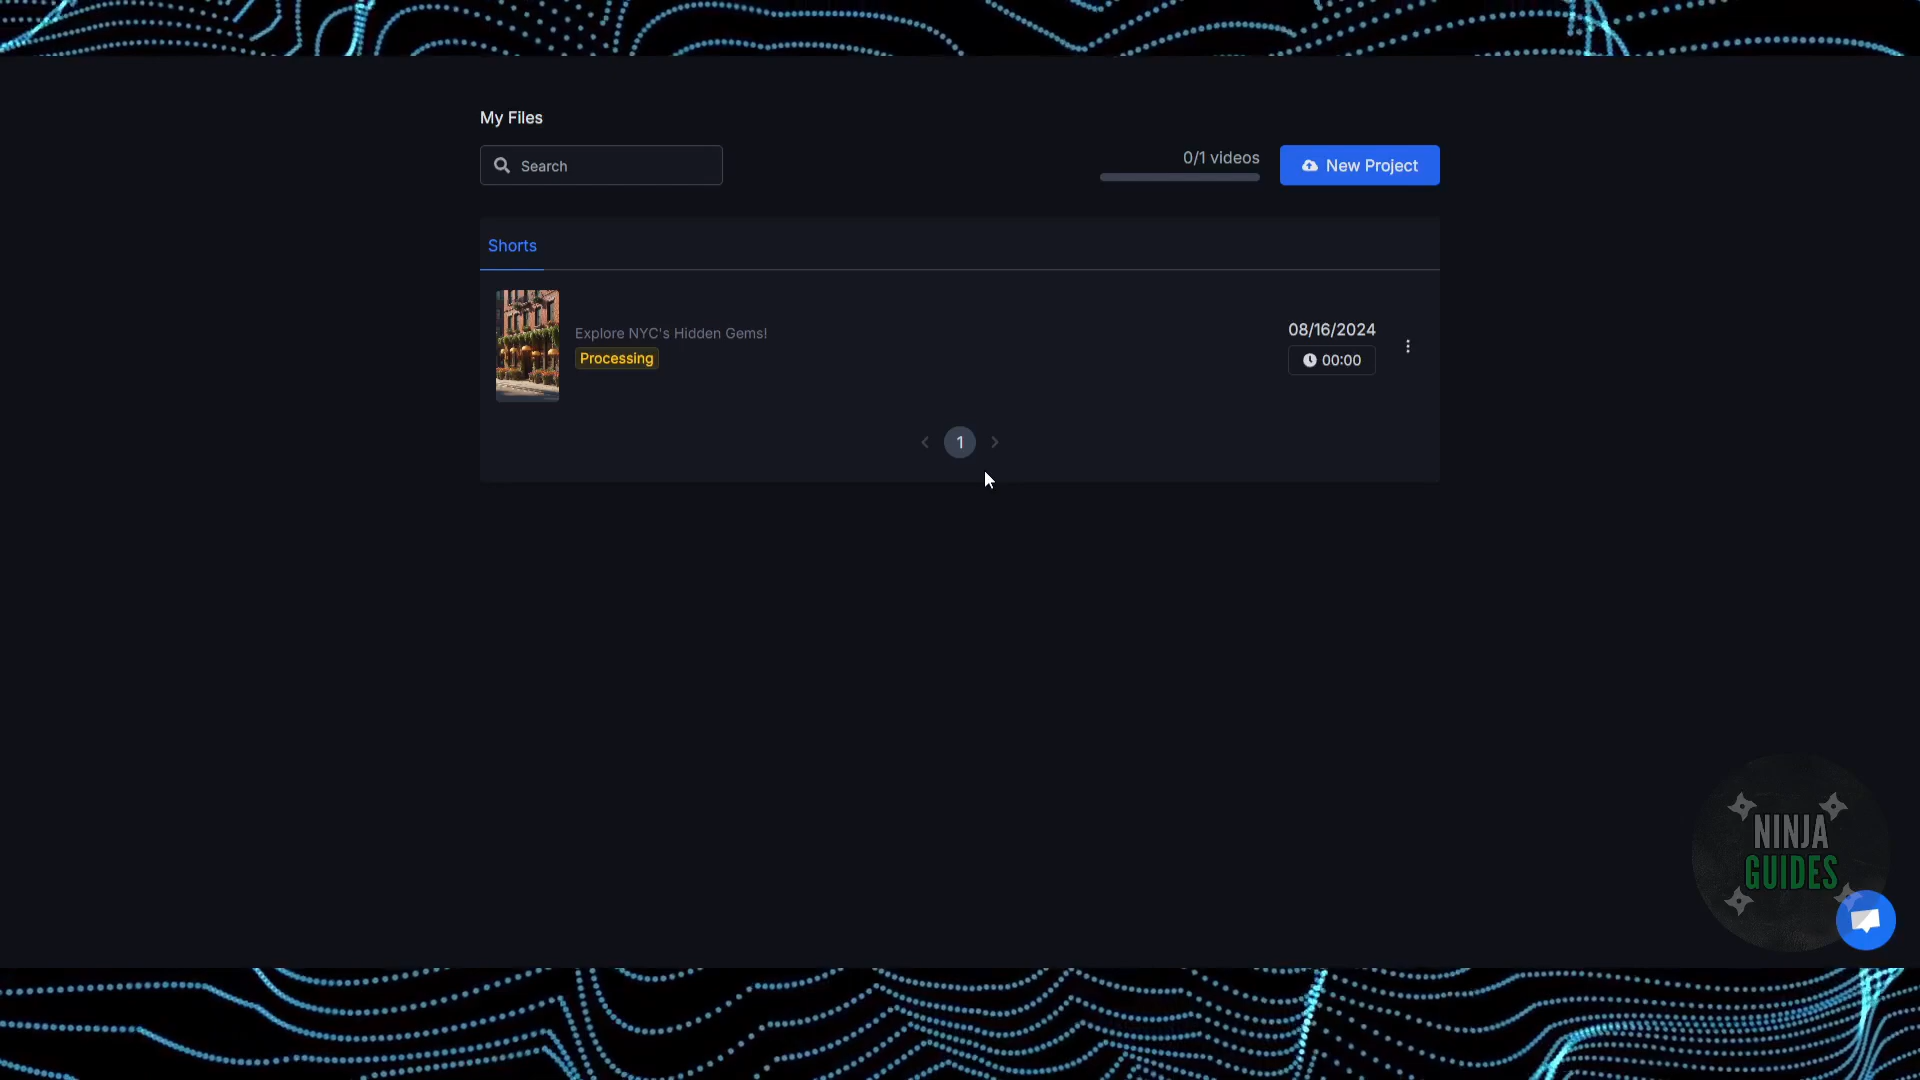 My Files
Search
0/1 videos
New Project
Shorts
Explore NYC's Hidden Gems!
Processing
08/16/2024
00:00
1
NINJA
GUIDES